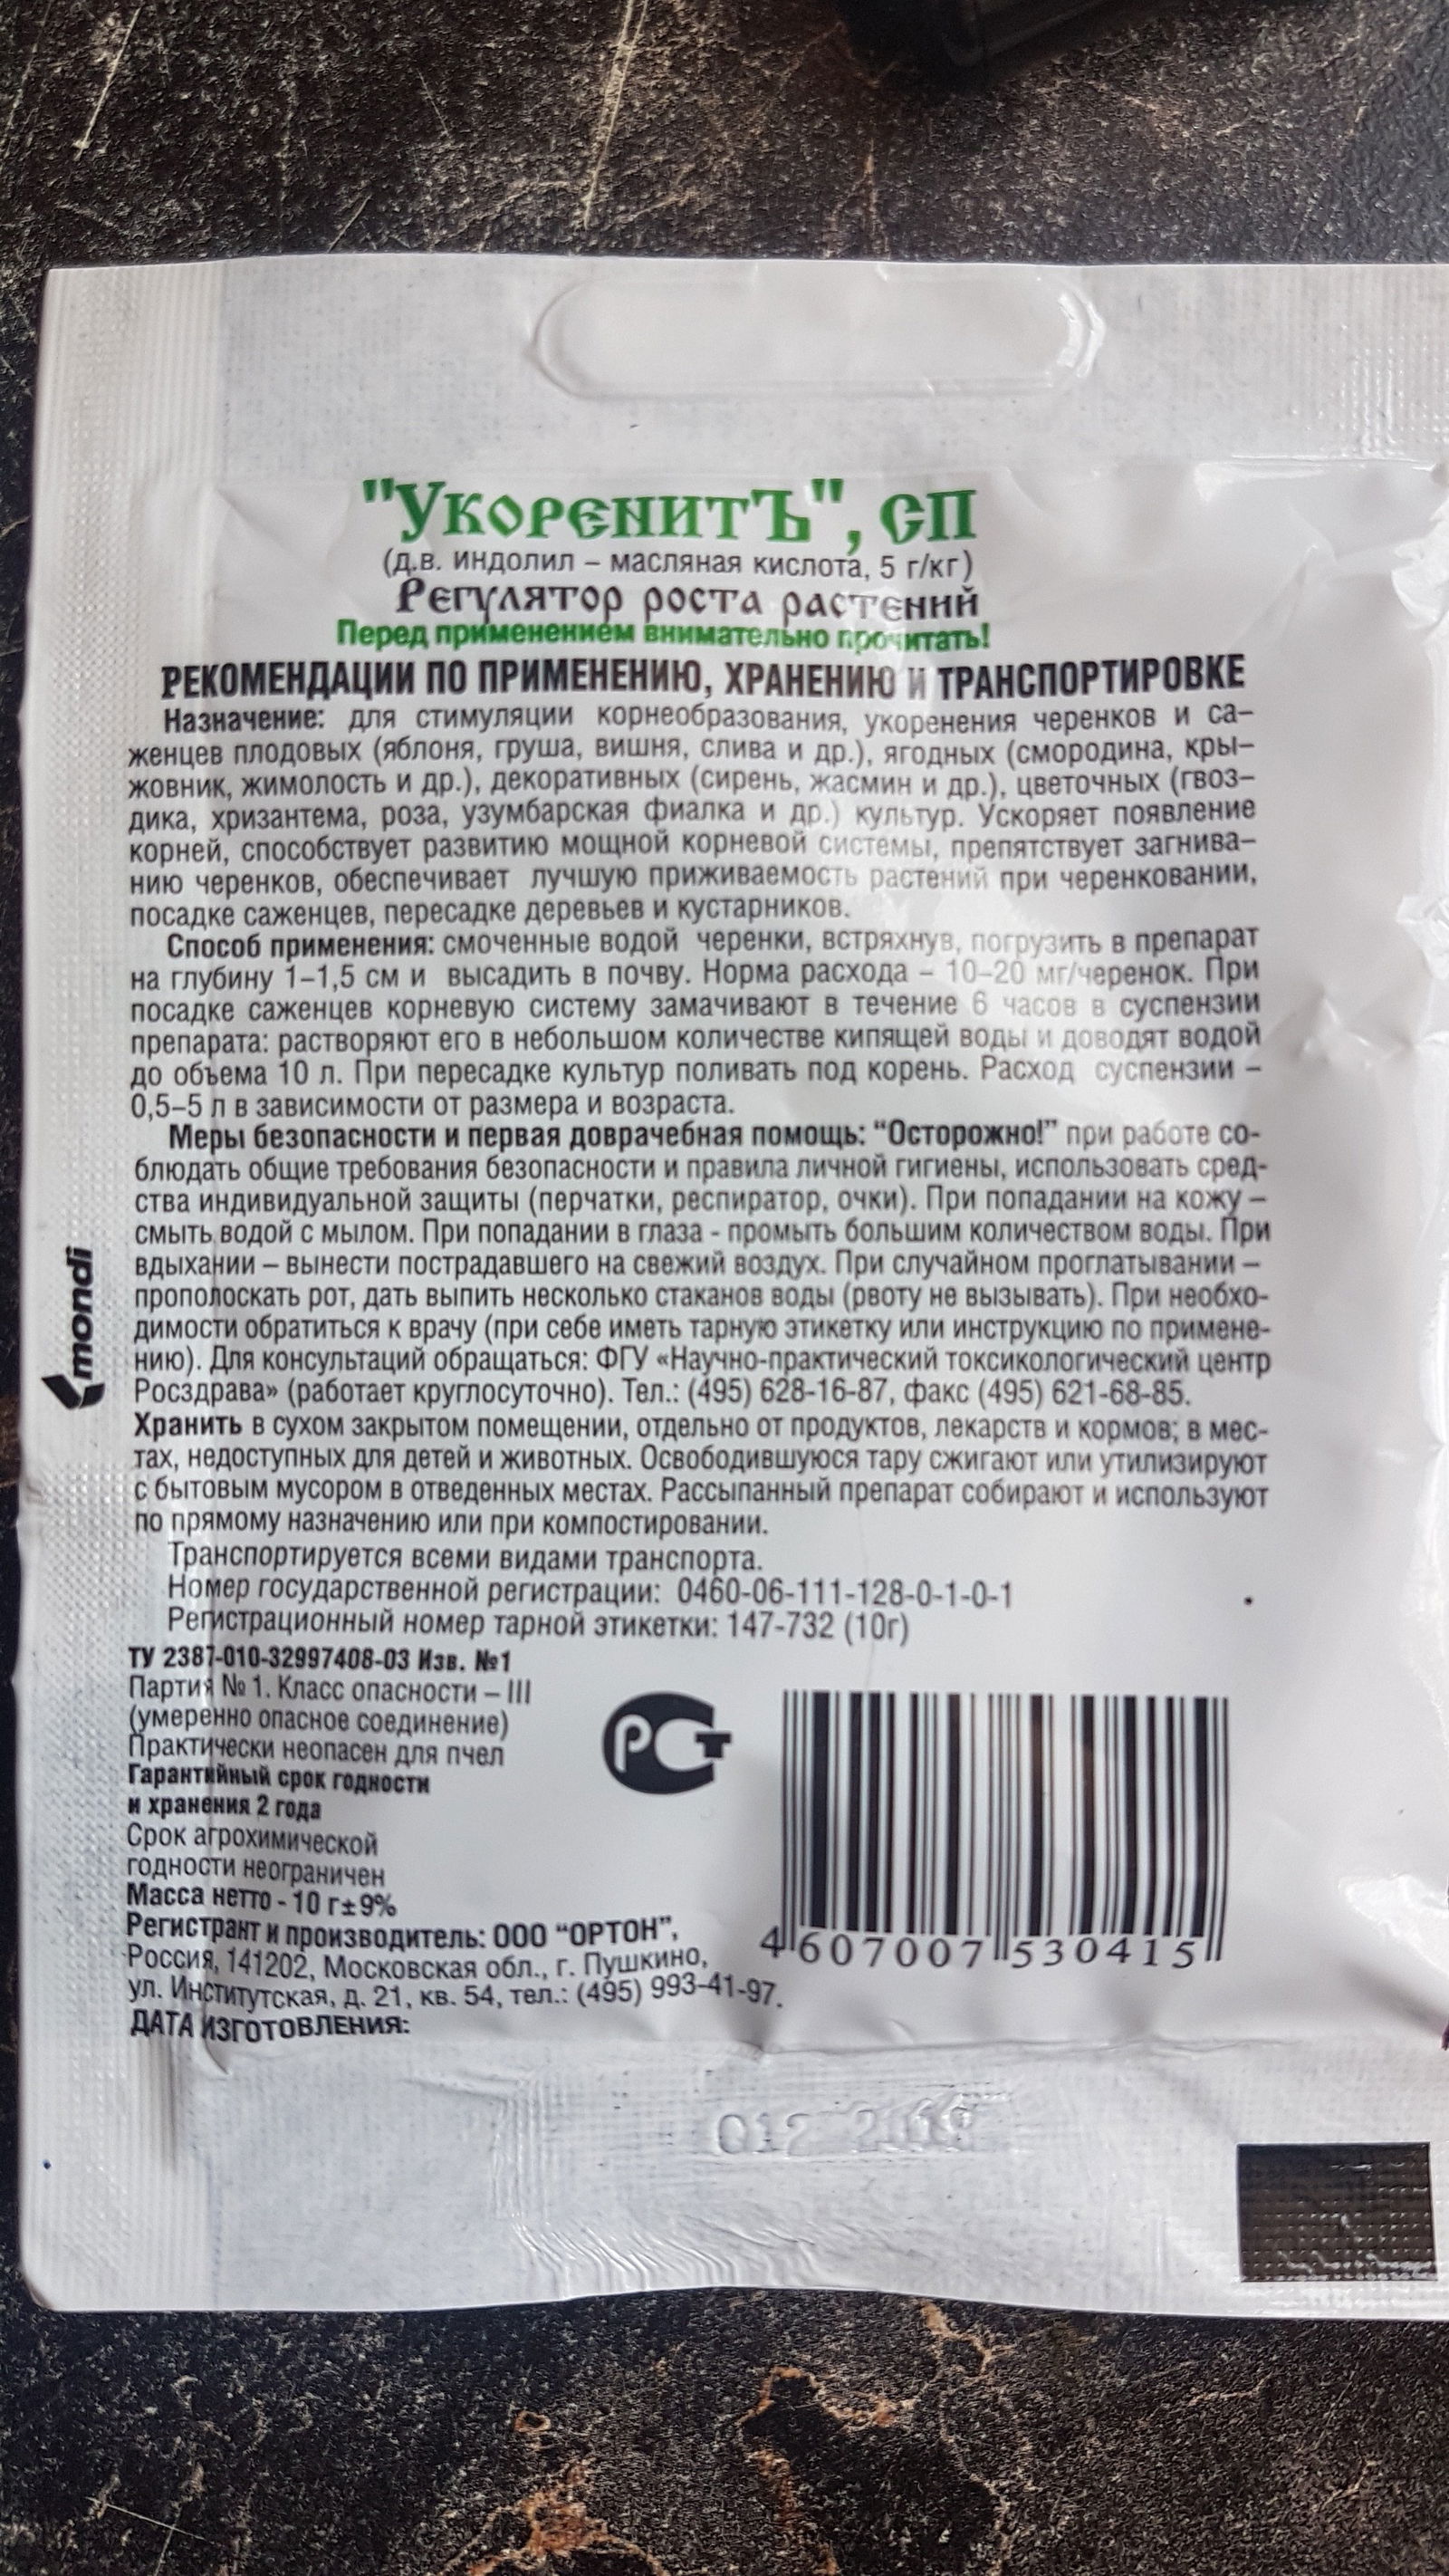 "УкоренитЪ", СП
(д.в. индолил – масляная кислота, 5 г/кг)
Регулятор роста растений
Перед применением внимательно прочитать!
РЕКОМЕНДАЦИИ ПО ПРИМЕНЕНИЮ, ХРАНЕНИЮ И ТРАНСПОРТИРОВКЕ
Назначение: для стимуляции корнеобразования, укоренения черенков и са–
женцев плодовых (яблоня, груша, вишня, слива и др.), ягодных (смородина, кры–
жовник, жимолость и др.), декоративных (сирень, жасмин и др.), цветочных (гвоз–
дика, хризантема, роза, узумбарская фиалка и др.) культур. Ускоряет появление
корней, способствует развитию мощной корневой системы, препятствует загнива–
нию черенков, обеспечивает лучшую приживаемость растений при черенковании,
посадке саженцев, пересадке деревьев и кустарников.
Способ применения: смоченные водой черенки, встряхнув, погрузить в препарат
на глубину 1–1,5 см и высадить в почву. Норма расхода – 10–20 мг/черенок. При
посадке саженцев корневую систему замачивают в течение 6 часов в суспензии
препарата: растворяют его в небольшом количестве кипящей воды и доводят водой
до объема 10 л. При пересадке культур поливать под корень. Расход суспензии –
0,5–5 л в зависимости от размера и возраста.
Меры безопасности и первая доврачебная помощь: “Осторожно!” при работе со-
блюдать общие требования безопасности и правила личной гигиены, использовать сред-
ства индивидуальной защиты (перчатки, респиратор, очки). При попадании на кожу –
смыть водой с мылом. При попадании в глаза - промыть большим количеством воды. При
вдыхании – вынести пострадавшего на свежий воздух. При случайном проглатывании –
прополоскать рот, дать выпить несколько стаканов воды (рвоту не вызывать). При необхо-
димости обратиться к врачу (при себе иметь тарную этикетку или инструкцию по примене-
нию). Для консультаций обращаться: ФГУ «Научно-практический токсикологический центр
Росздрава» (работает круглосуточно). Тел.: (495) 628-16-87, факс (495) 621-68-85.
Хранить в сухом закрытом помещении, отдельно от продуктов, лекарств и кормов; в мес-
тах, недоступных для детей и животных. Освободившуюся тару сжигают или утилизируют
с бытовым мусором в отведенных местах. Рассыпанный препарат собирают и используют
по прямому назначению или при компостировании.
Транспортируется всеми видами транспорта.
Номер государственной регистрации: 0460-06-111-128-0-1-0-1
Регистрационный номер тарной этикетки: 147-732 (10г)
ТУ 2387-010-32997408-03 Изв. №1
Партия № 1. Класс опасности – III
(умеренно опасное соединение)
Практически неопасен для пчел
Гарантийный срок годности
и хранения 2 года
Срок агрохимической
годности неограничен
Масса нетто - 10 г±9%
Регистрант и производитель: ООО “ОРТОН”,
Россия, 141202, Московская обл., г. Пушкино,
ул. Институтская, д. 21, кв. 54, тел.: (495) 993-41-97.
ДАТА ИЗГОТОВЛЕНИЯ:
РСТ
4 607007 530415
mondi